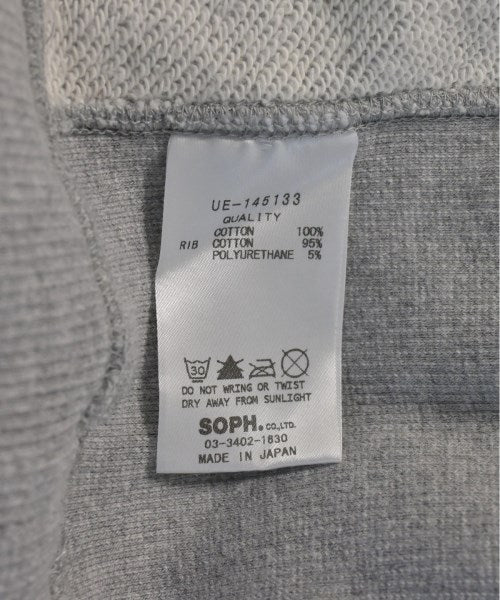 UE-145133
QUALITY
COTTON 100%
RIB COTTON 95%
POLYURETHANE 5%
30
DO NOT WRING OR TWIST
DRY AWAY FROM SUNLIGHT
SOPH.CO.,LTD.
03-3402-1830
MADE IN JAPAN